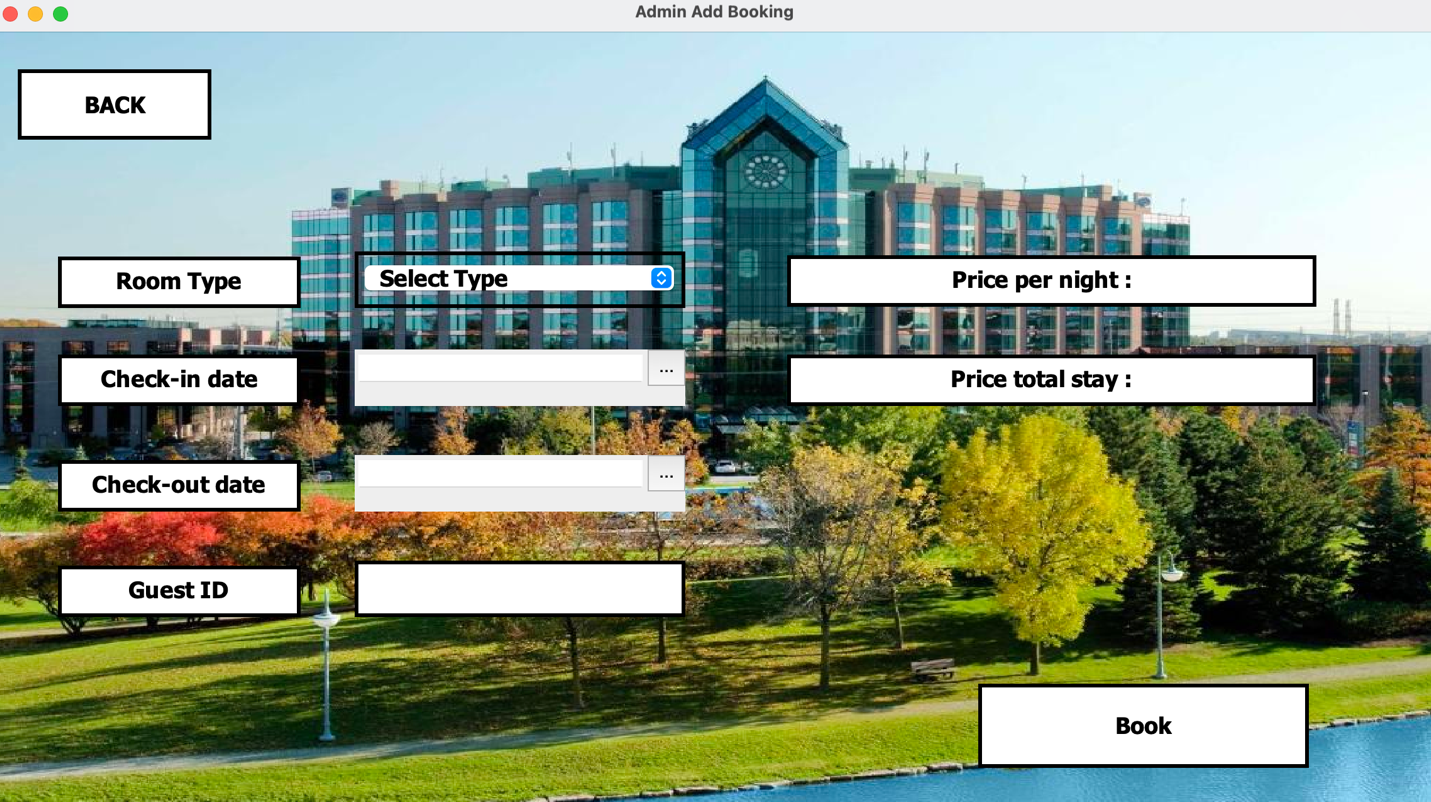 Admin Add Booking
BACK
Room Type
Select Type
Price per night :
Check-in date
...
Price total stay :
Check-out date
...
Guest ID
Book